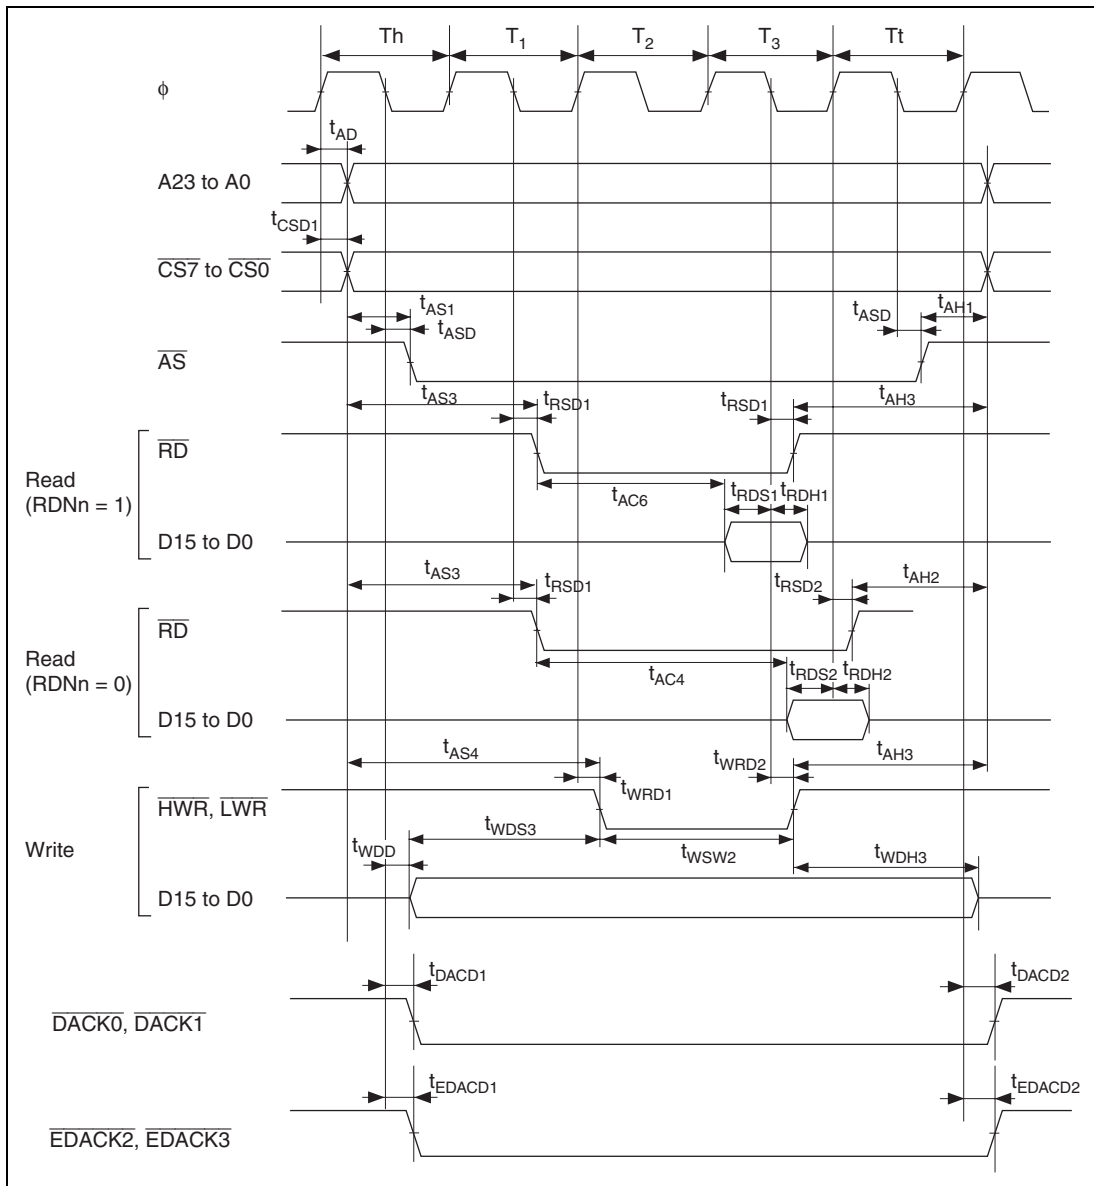 Th T1 T2 T3 Tt
ϕ
tAD
A23 to A0
tCSD1
CS7 to CS0
tAS1
tASD
tASD
tAH1
AS
tAS3
tRSD1
tRSD1
tAH3
Read
(RDNn = 1)
RD
tAC6
tRDS1
tRDH1
D15 to D0
tAS3
tRSD1
tRSD2
tAH2
Read
(RDNn = 0)
RD
tAC4
tRDS2
tRDH2
D15 to D0
tAS4
tWRD1
tWRD2
tAH3
Write
HWR, LWR
tWDD
tWDS3
tWSW2
tWDH3
D15 to D0
tDACD1
tDACD2
DACK0, DACK1
tEDACD1
tEDACD2
EDACK2, EDACK3